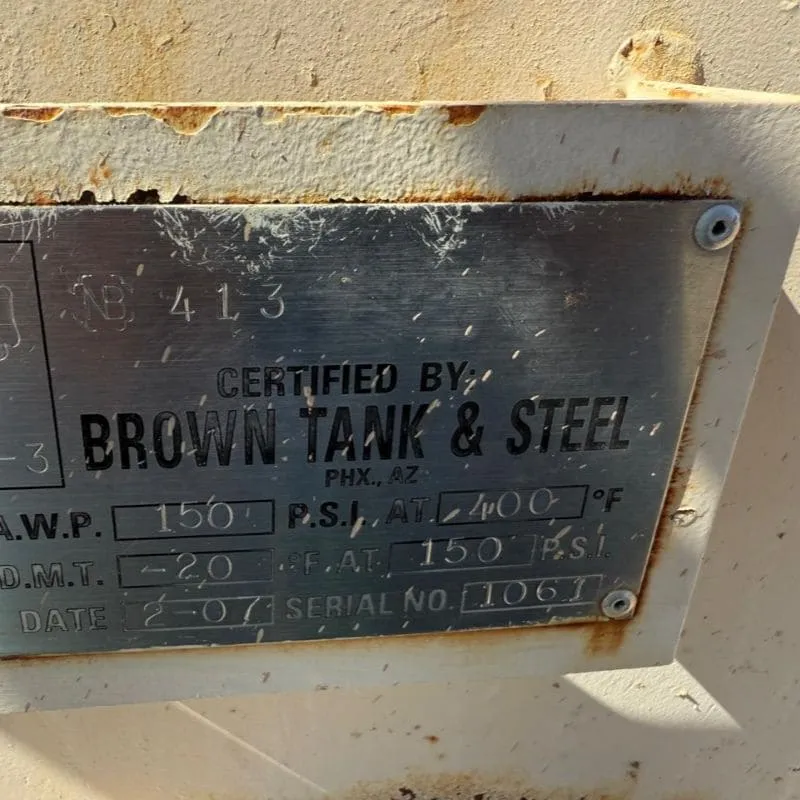 NB 413
CERTIFIED BY:
BROWN TANK & STEEL
-3
PHX., AZ
A.W.P. 150 P.S.I. AT 400 °F
D.M.T. -20 °F. AT 150 P.S.I.
DATE 2-07 SERIAL NO. 1061